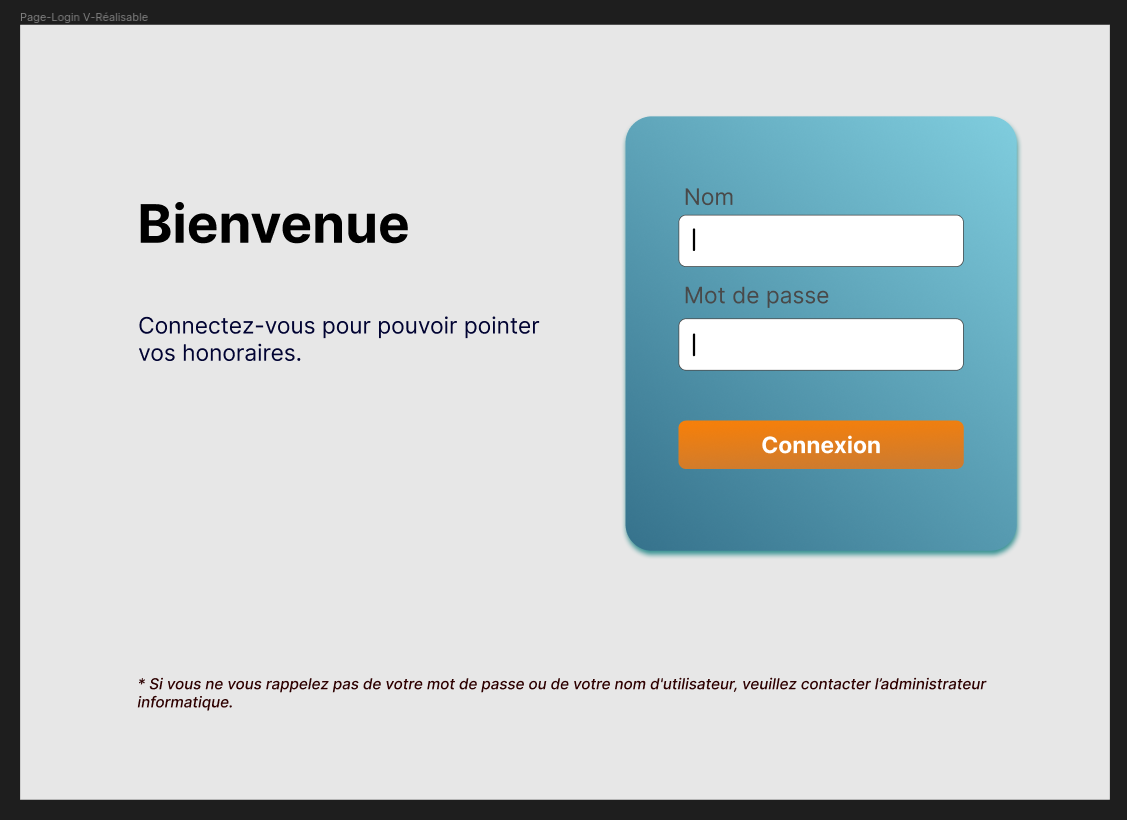 Page-Login V-Réalisable
Bienvenue
Connectez-vous pour pouvoir pointer
vos honoraires.
Nom
Mot de passe
Connexion
* Si vous ne vous rappelez pas de votre mot de passe ou de votre nom d'utilisateur, veuillez contacter l’administrateur
informatique.